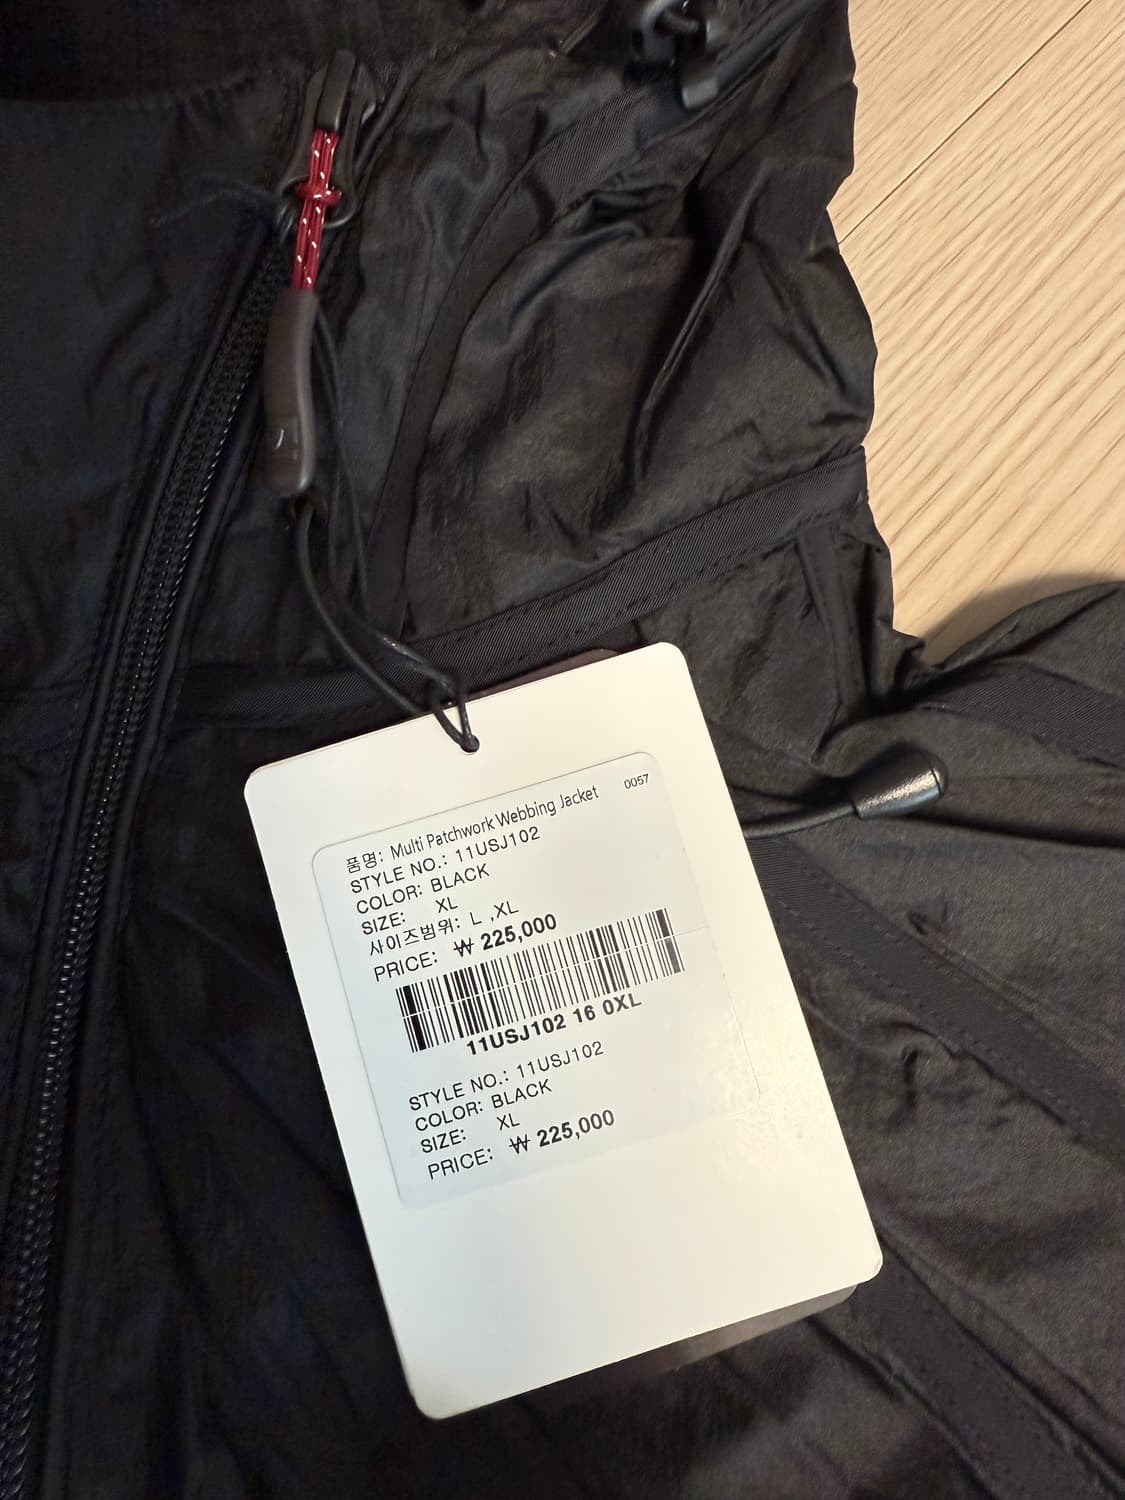 품명: Multi Patchwork Webbing Jacket 0057
STYLE NO.: 11USJ102
COLOR: BLACK
SIZE: XL
사이즈범위: L ,XL
PRICE: ₩ 225,000
11USJ102 16 0XL
STYLE NO.: 11USJ102
COLOR: BLACK
SIZE: XL
PRICE: ₩ 225,000